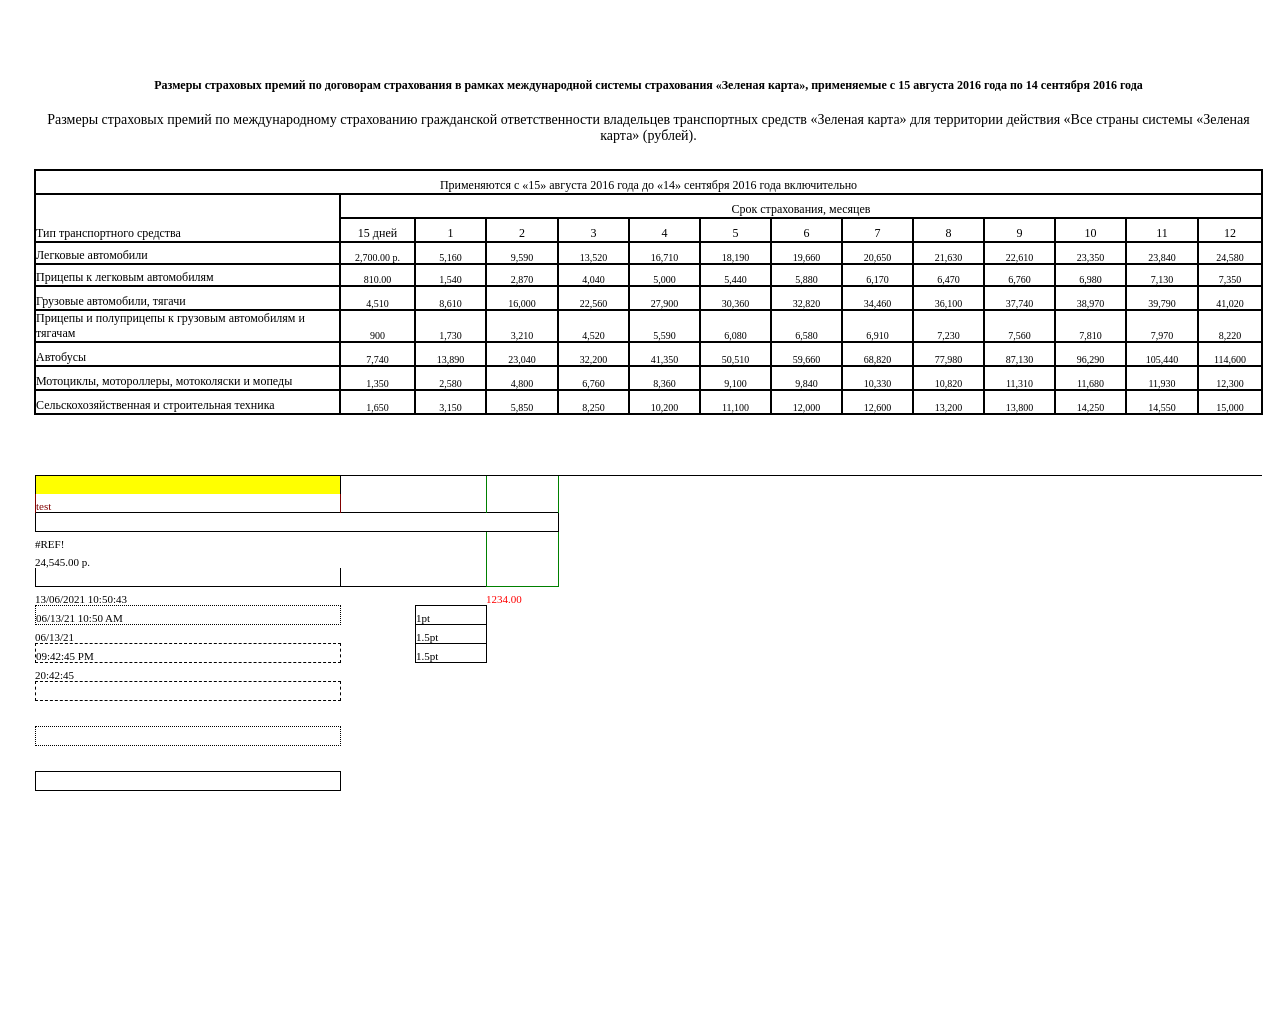 Размеры страховых премий по договорам страхования в рамках международной системы страхования «Зеленая карта», применяемые с 15 августа 2016 года по 14 сентября 2016 года
Размеры страховых премий по международному страхованию гражданской ответственности владельцев транспортных средств «Зеленая карта» для территории действия «Все страны системы «Зеленая
карта» (рублей).
Применяются с «15» августа 2016 года до «14» сентября 2016 года включительно
Срок страхования, месяцев
Тип транспортного средства 15 дней 1 2 3 4 5 6 7 8 9 10 11 12
Легковые автомобили 2,700.00 р. 5,160 9,590 13,520 16,710 18,190 19,660 20,650 21,630 22,610 23,350 23,840 24,580
Прицепы к легковым автомобилям 810.00 1,540 2,870 4,040 5,000 5,440 5,880 6,170 6,470 6,760 6,980 7,130 7,350
Грузовые автомобили, тягачи 4,510 8,610 16,000 22,560 27,900 30,360 32,820 34,460 36,100 37,740 38,970 39,790 41,020
Прицепы и полуприцепы к грузовым автомобилям и
тягачам 900 1,730 3,210 4,520 5,590 6,080 6,580 6,910 7,230 7,560 7,810 7,970 8,220
Автобусы 7,740 13,890 23,040 32,200 41,350 50,510 59,660 68,820 77,980 87,130 96,290 105,440 114,600
Мотоциклы, мотороллеры, мотоколяски и мопеды 1,350 2,580 4,800 6,760 8,360 9,100 9,840 10,330 10,820 11,310 11,680 11,930 12,300
Сельскохозяйственная и строительная техника 1,650 3,150 5,850 8,250 10,200 11,100 12,000 12,600 13,200 13,800 14,250 14,550 15,000
test
#REF!
24,545.00 р.
13/06/2021 10:50:43 1234.00
06/13/21 10:50 AM 1pt
06/13/21 1.5pt
09:42:45 PM 1.5pt
20:42:45